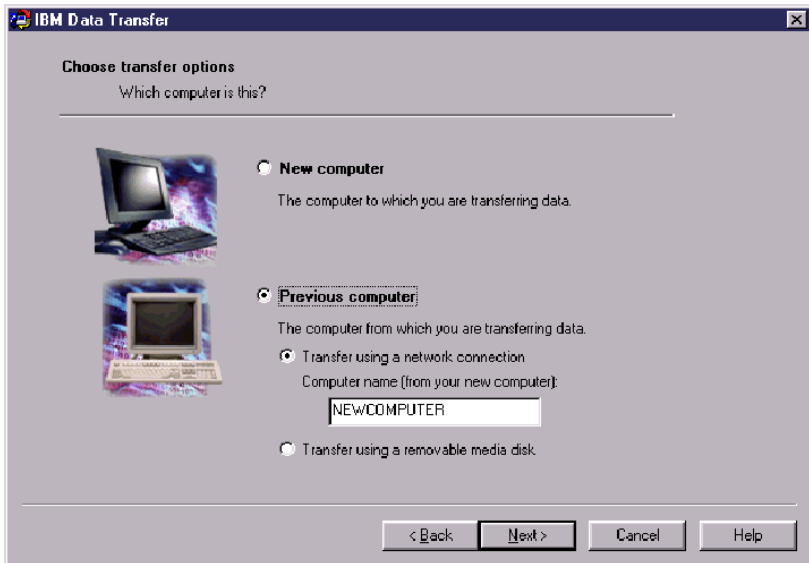 IBM Data Transfer
Choose transfer options
Which computer is this?
New computer
The computer to which you are transferring data.
Previous computer
The computer from which you are transferring data.
Transfer using a network connection
Computer name (from your new computer):
NEWCOMPUTER
Transfer using a removable media disk
< Back Next > Cancel Help